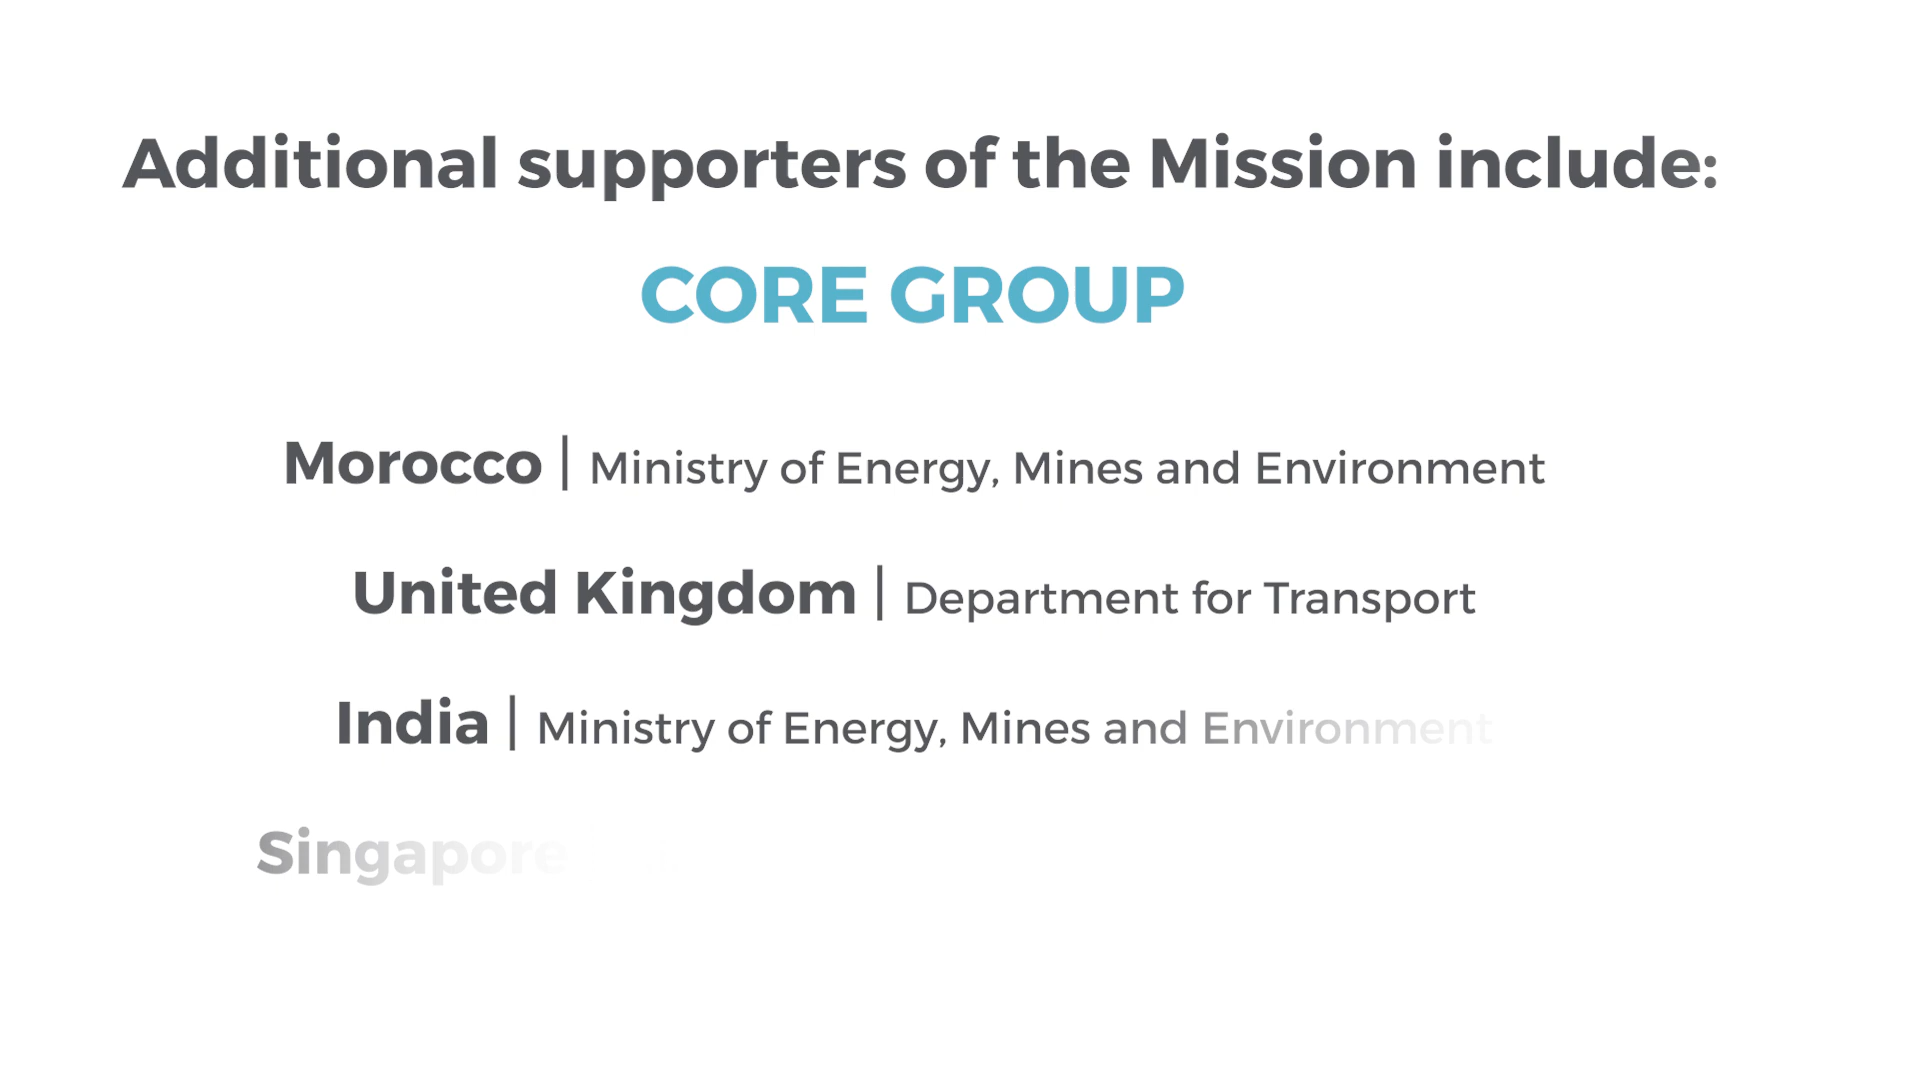 Additional supporters of the Mission include:
CORE GROUP
Morocco | Ministry of Energy, Mines and Environment
United Kingdom | Department for Transport
India | Ministry of Energy, Mines and Environment
Singapore